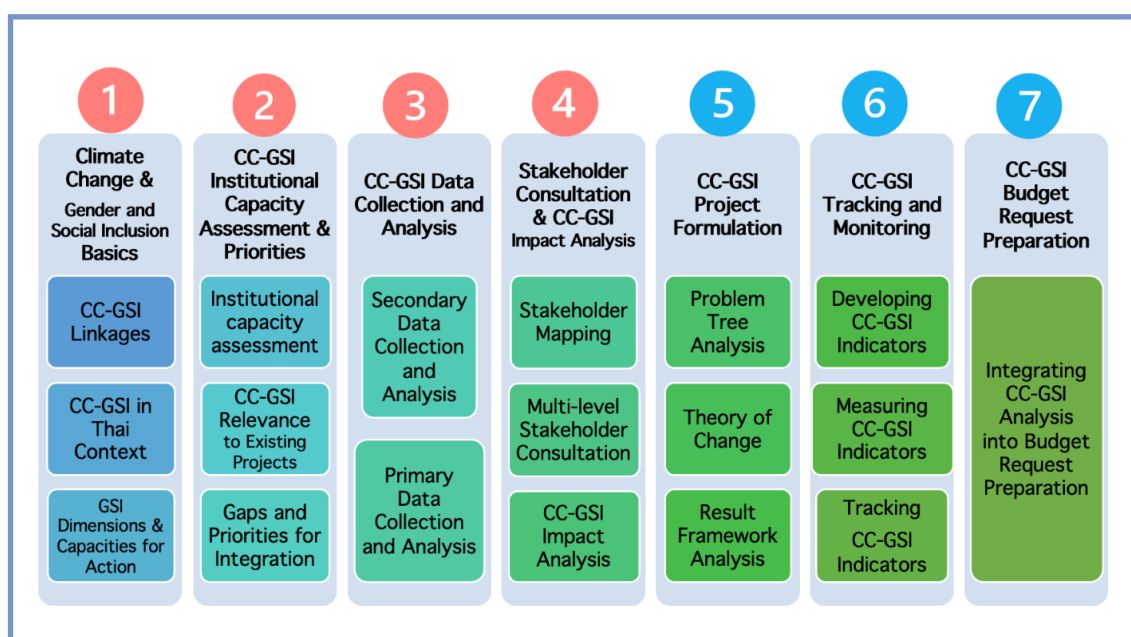 1
Climate
Change &
Gender and
Social Inclusion
Basics
CC-GSI
Linkages
CC-GSI in
Thai
Context
GSI
Dimensions &
Capacities for
Action
2
CC-GSI
Institutional
Capacity
Assessment &
Priorities
Institutional
capacity
assessment
CC-GSI
Relevance
to Existing
Projects
Gaps and
Priorities for
Integration
3
CC-GSI Data
Collection and
Analysis
Secondary
Data
Collection
and
Analysis
Primary
Data
Collection
and Analysis
4
Stakeholder
Consultation
& CC-GSI
Impact Analysis
Stakeholder
Mapping
Multi-level
Stakeholder
Consultation
CC-GSI
Impact
Analysis
5
CC-GSI
Project
Formulation
Problem
Tree
Analysis
Theory of
Change
Result
Framework
Analysis
6
CC-GSI
Tracking and
Monitoring
Developing
CC-GSI
Indicators
Measuring
CC-GSI
Indicators
Tracking
CC-GSI
Indicators
7
CC-GSI
Budget
Request
Preparation
Integrating
CC-GSI
Analysis
into Budget
Request
Preparation